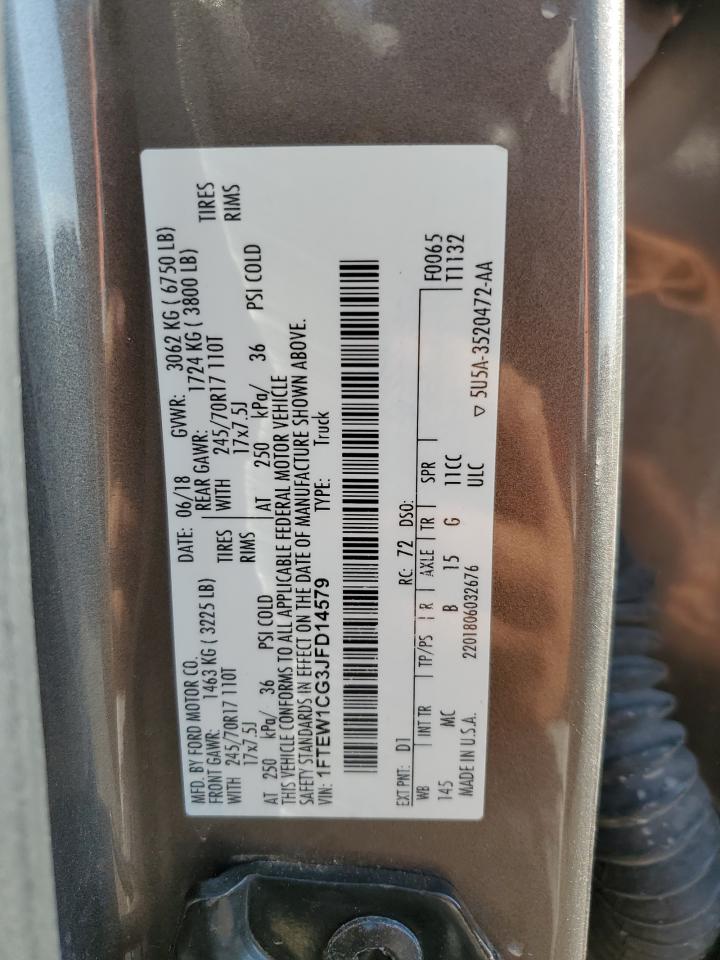 MFD. BY FORD MOTOR CO. DATE: 06/18 GVWR: 3062 KG ( 6750 LB)
FRONT GAWR: 1463 KG ( 3225 LB) REAR GAWR: 1724 KG ( 3800 LB)
WITH 245/70R17 110T TIRES WITH 245/70R17 110T TIRES
17x7.5J RIMS 17x7.5J RIMS
AT 250 kPa/ 36 PSI COLD AT 250 kPa/ 36 PSI COLD
THIS VEHICLE CONFORMS TO ALL APPLICABLE FEDERAL MOTOR VEHICLE
SAFETY STANDARDS IN EFFECT ON THE DATE OF MANUFACTURE SHOWN ABOVE.
VIN: 1FTEW1CG3JFD14579 TYPE: Truck
EXT PNT: D1 RC: 72 DSO: F0065
WB INT TR TP/PS R AXLE TR SPR T1132
145 MC B 15 G 11CC
MADE IN U.S.A. 2201806032676 ULC
▽ 5U5A-3520472-AA